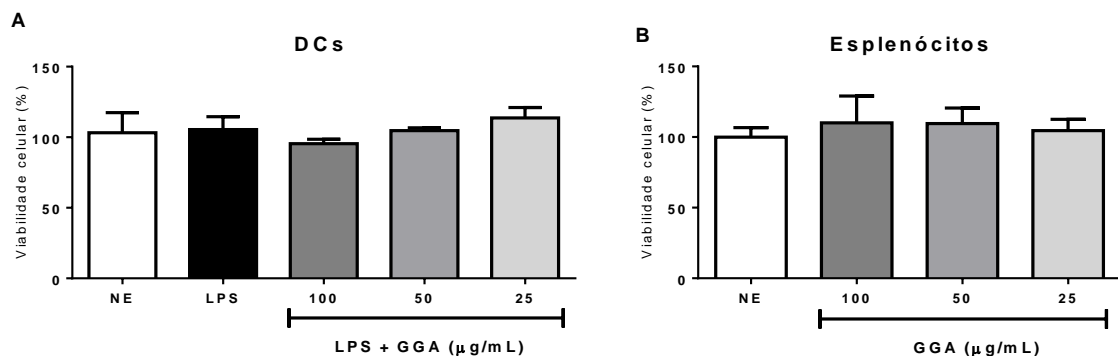 A
DCs
Viabilidade celular (%)
150
100
50
0
NE LPS 100 50 25
LPS + GGA (μg/mL)
B
Esplenócitos
Viabilidade celular (%)
150
100
50
0
NE 100 50 25
GGA (μg/mL)